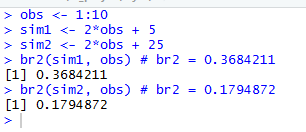 > obs <- 1:10
> sim1 <- 2*obs + 5
> sim2 <- 2*obs + 25
> br2(sim1, obs) # br2 = 0.3684211
[1] 0.3684211
> br2(sim2, obs) # br2 = 0.1794872
[1] 0.1794872
>